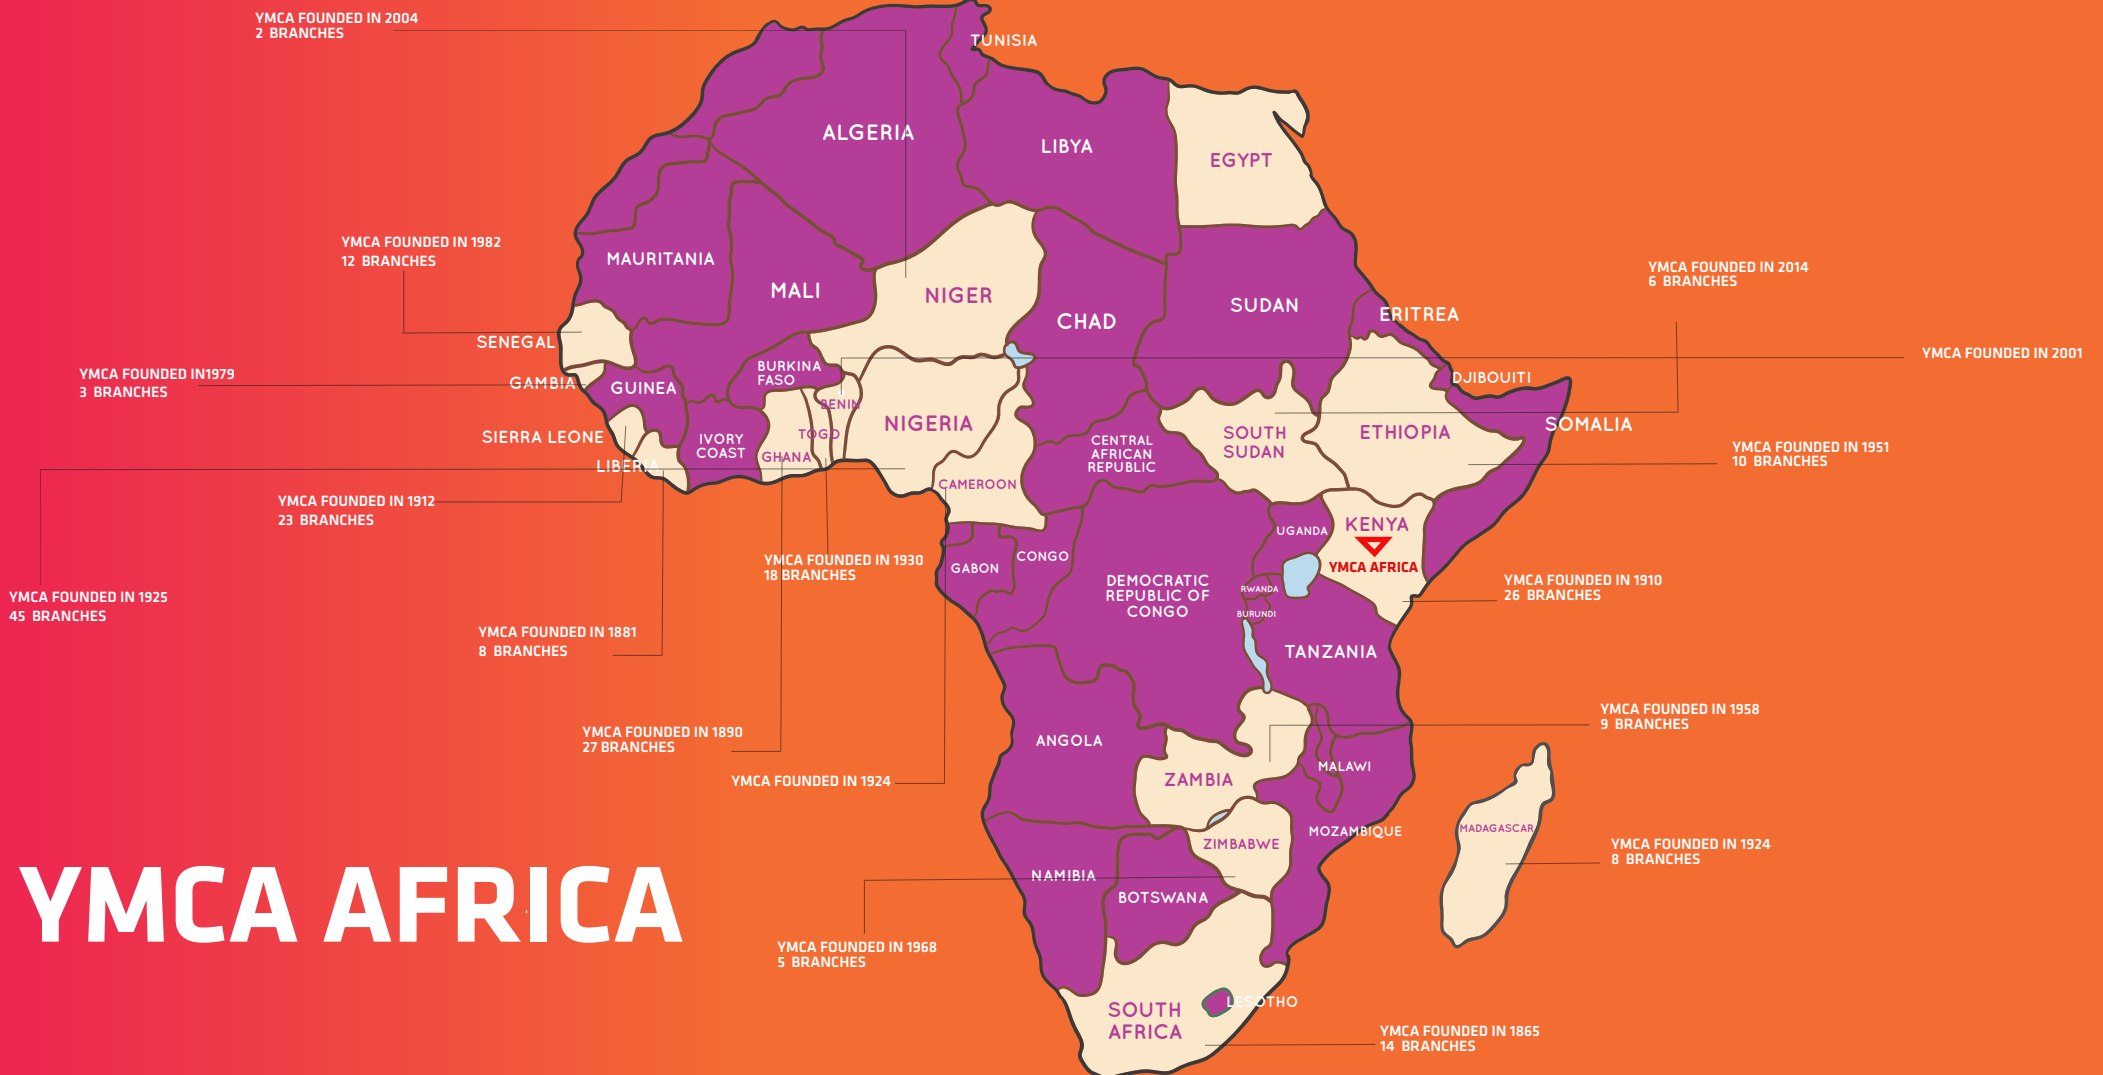 YMCA FOUNDED IN 2004
2 BRANCHES
TUNISIA
ALGERIA
LIBYA
EGYPT
YMCA FOUNDED IN 1982
12 BRANCHES
MAURITANIA
MALI
NIGER
CHAD
SUDAN
ERITREA
YMCA FOUNDED IN 2014
6 BRANCHES
SENEGAL
YMCA FOUNDED IN 2001
YMCA FOUNDED IN1979
3 BRANCHES
GAMBIA
GUINEA
BURKINA
FASO
BENIN
DJIBOUTI
SOMALIA
SIERRA LEONE
LIBERIA
IVORY
COAST
TOGO
GHANA
NIGERIA
CENTRAL
AFRICAN
REPUBLIC
SOUTH
SUDAN
ETHIOPIA
YMCA FOUNDED IN 1951
10 BRANCHES
CAMEROON
YMCA FOUNDED IN 1912
23 BRANCHES
UGANDA
KENYA
YMCA AFRICA
YMCA FOUNDED IN 1930
18 BRANCHES
GABON
CONGO
DEMOCRATIC
REPUBLIC OF
CONGO
RWANDA
BURUNDI
YMCA FOUNDED IN 1910
26 BRANCHES
YMCA FOUNDED IN 1925
45 BRANCHES
YMCA FOUNDED IN 1881
8 BRANCHES
TANZANIA
YMCA FOUNDED IN 1890
27 BRANCHES
ANGOLA
YMCA FOUNDED IN 1958
9 BRANCHES
YMCA FOUNDED IN 1924
ZAMBIA
MALAWI
MOZAMBIQUE
MADAGASCAR
ZIMBABWE
YMCA FOUNDED IN 1924
8 BRANCHES
NAMIBIA
BOTSWANA
YMCA AFRICA
YMCA FOUNDED IN 1968
5 BRANCHES
SOUTH
AFRICA
LESOTHO
YMCA FOUNDED IN 1865
14 BRANCHES